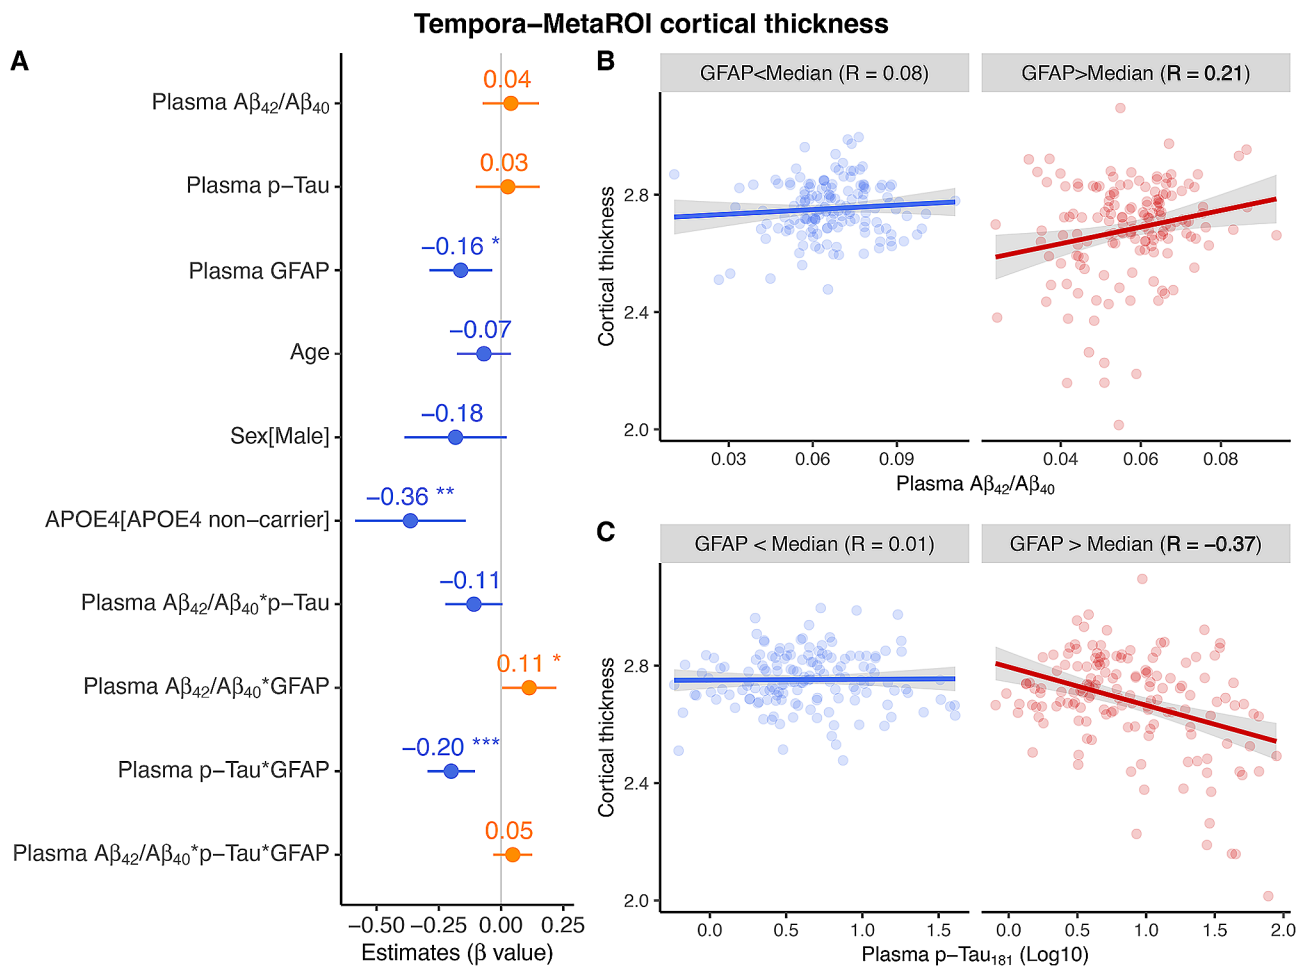 Tempora−MetaROI cortical thickness
A
Plasma Aβ₄₂/Aβ₄₀
0.04
Plasma p−Tau
0.03
Plasma GFAP
−0.16 *
Age
−0.07
Sex[Male]
−0.18
APOE4[APOE4 non−carrier]
−0.36 **
Plasma Aβ₄₂/Aβ₄₀*p−Tau
−0.11
Plasma Aβ₄₂/Aβ₄₀*GFAP
0.11 *
Plasma p−Tau*GFAP
−0.20 ***
Plasma Aβ₄₂/Aβ₄₀*p−Tau*GFAP
0.05
−0.50 −0.25 0.00 0.25
Estimates (β value)
B
GFAP<Median (R = 0.08)
GFAP>Median (R = 0.21)
Cortical thickness
2.8
2.4
2.0
0.03 0.06 0.09
0.04 0.06 0.08
Plasma Aβ₄₂/Aβ₄₀
C
GFAP < Median (R = 0.01)
GFAP > Median (R = −0.37)
Cortical thickness
2.8
2.4
2.0
0.0 0.5 1.0 1.5
0.0 0.5 1.0 1.5 2.0
Plasma p−Tau₁₈₁ (Log10)